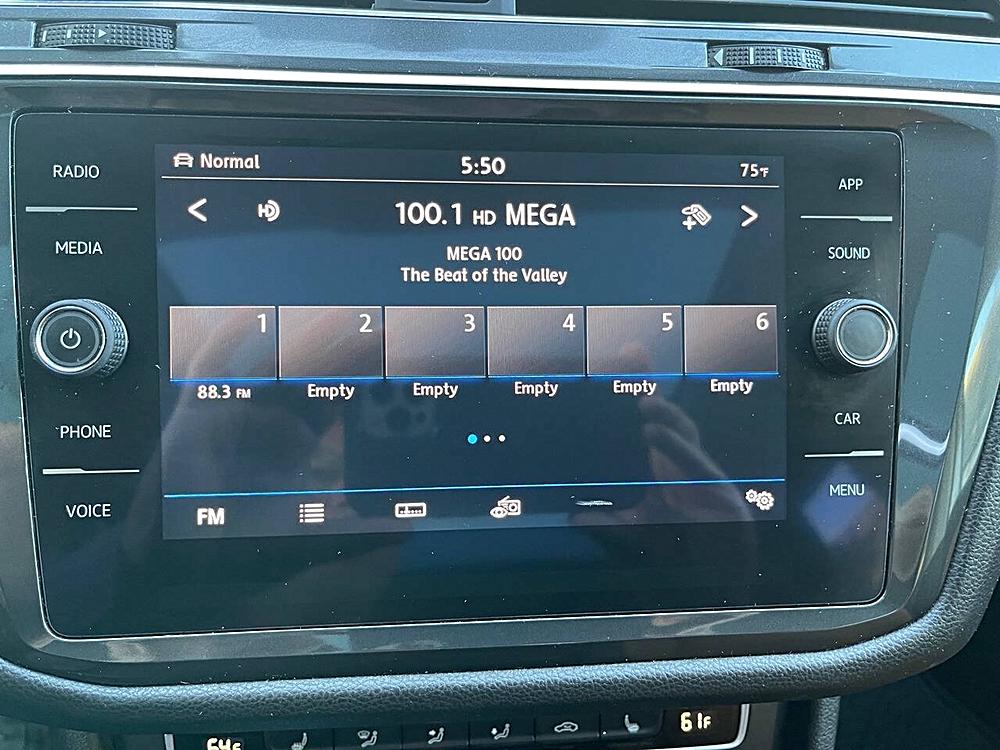 RADIO
MEDIA
PHONE
VOICE
Normal 5:50 75°F
HD 100.1 HD MEGA
MEGA 100
The Beat of the Valley
1 2 3 4 5 6
88.3 FM Empty Empty Empty Empty Empty
FM
APP
SOUND
CAR
MENU
64F 61F